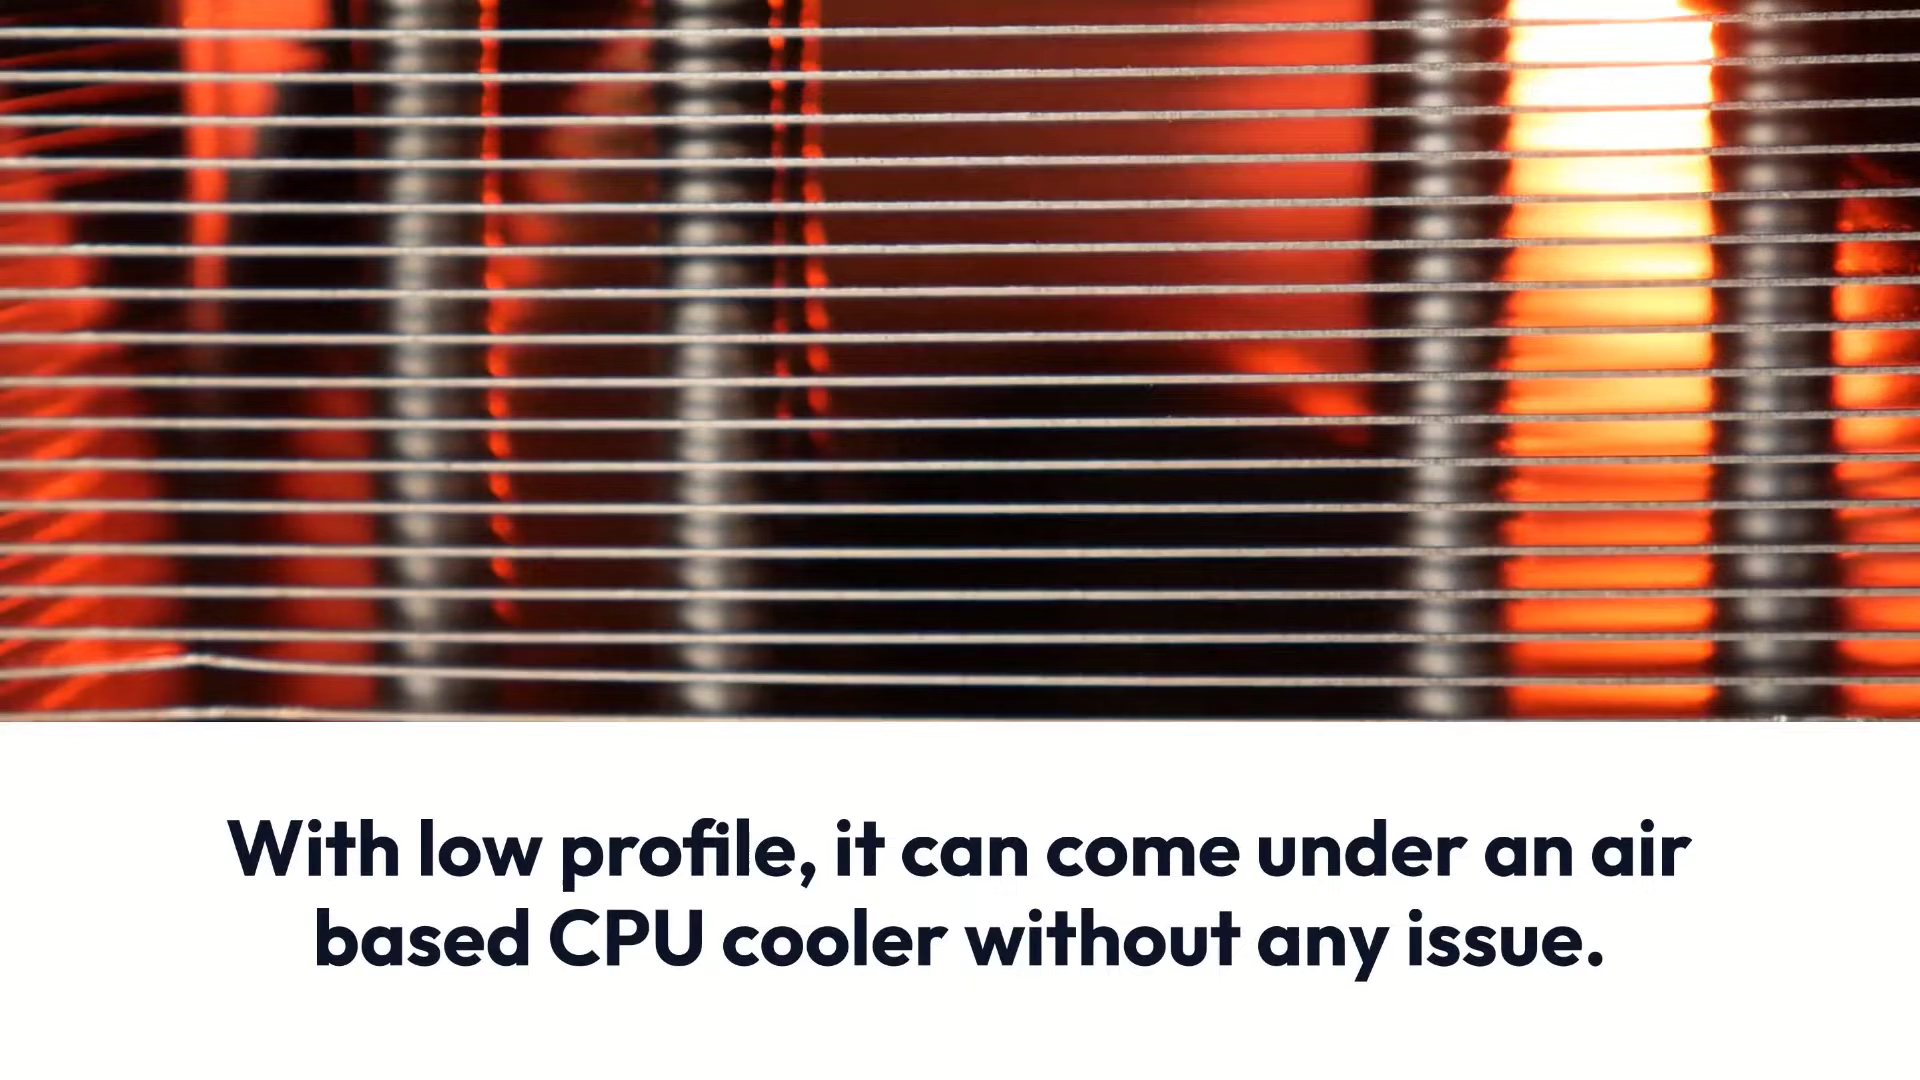 With low profile, it can come under an air
based CPU cooler without any issue.